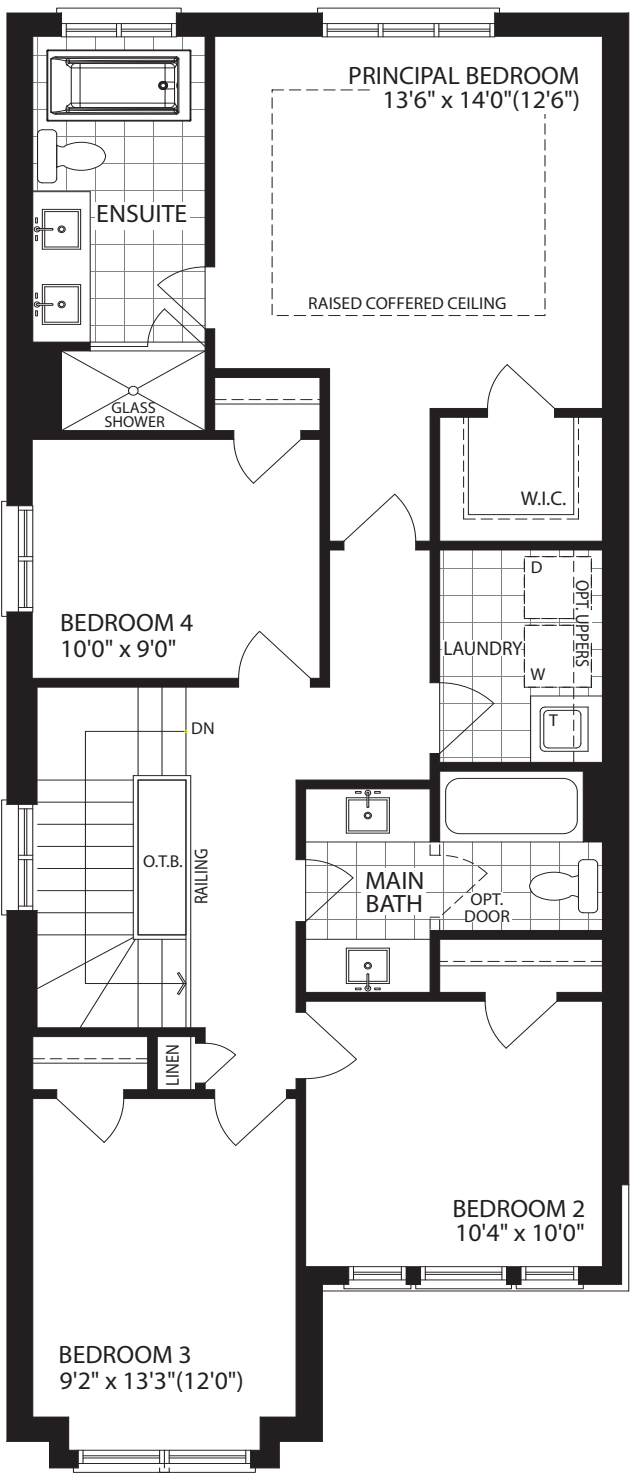 PRINCIPAL BEDROOM
13'6" x 14'0"(12'6")
ENSUITE
RAISED COFFERED CEILING
GLASS
SHOWER
W.I.C.
BEDROOM 4
10'0" x 9'0"
D
OPT. UPPERS
LAUNDRY
W
T
DN
O.T.B.
RAILING
MAIN
BATH
OPT.
DOOR
LINEN
BEDROOM 2
10'4" x 10'0"
BEDROOM 3
9'2" x 13'3"(12'0")